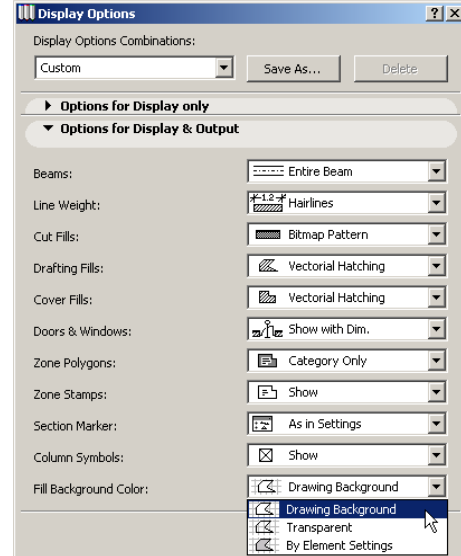 Display Options
Display Options Combinations:
Custom
Save As...
Delete
Options for Display only
Options for Display & Output
Beams: Entire Beam
Line Weight: 1.2 Hairlines
Cut Fills: Bitmap Pattern
Drafting Fills: Vectorial Hatching
Cover Fills: Vectorial Hatching
Doors & Windows: Show with Dim.
Zone Polygons: Category Only
Zone Stamps: Show
Section Marker: As in Settings
Column Symbols: Show
Fill Background Color: Drawing Background
Drawing Background
Transparent
By Element Settings